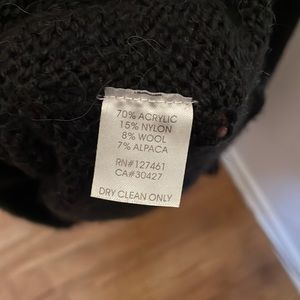 70% ACRYLIC
15% NYLON
8% WOOL
7% ALPACA
RN#127461
CA#30427
DRY CLEAN ONLY